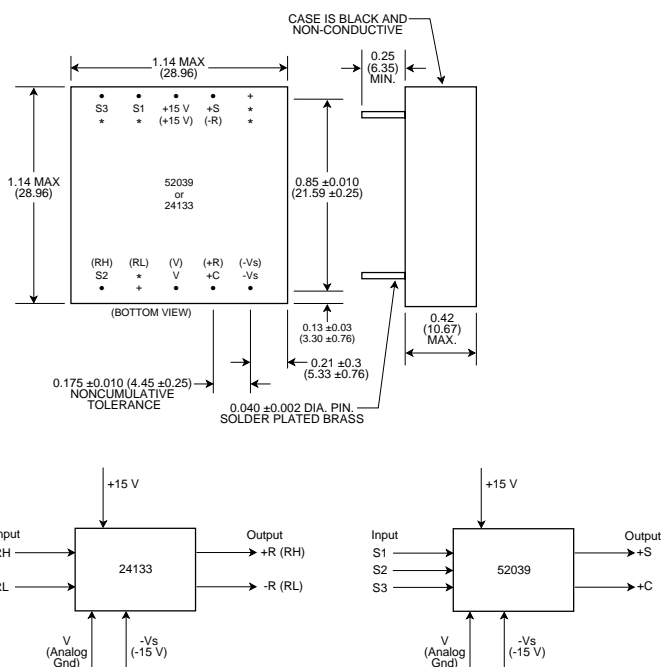 CASE IS BLACK AND
NON-CONDUCTIVE
1.14 MAX
(28.96)
0.25
(6.35)
MIN.
S3 S1 +15 V +S *
* * (+15 V) (-R) *
1.14 MAX
(28.96)
52039
or
24133
0.85 ±0.010
(21.59 ±0.25)
(RH) (RL) (V) (+R) (-Vs)
S2 * V +C -Vs
(BOTTOM VIEW)
0.13 ±0.03
(3.30 ±0.76)
0.42
(10.67)
MAX.
0.21 ±0.3
(5.33 ±0.76)
0.175 ±0.010 (4.45 ±0.25)
NONCUMULATIVE
TOLERANCE
0.040 ±0.002 DIA. PIN.
SOLDER PLATED BRASS
+15 V
Output
24133
+R (RH)
-R (RL)
V
(Analog
Gnd)
-Vs
(-15 V)
+15 V
Input
S1
S2
S3
52039
Output
+S
+C
V
(Analog
Gnd)
-Vs
(-15 V)